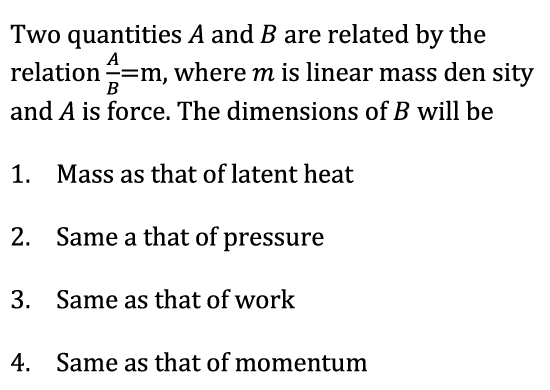 Two quantities A and B are related by the
relation A/B=m, where m is linear mass den sity
and A is force. The dimensions of B will be
1. Mass as that of latent heat
2. Same a that of pressure
3. Same as that of work
4. Same as that of momentum